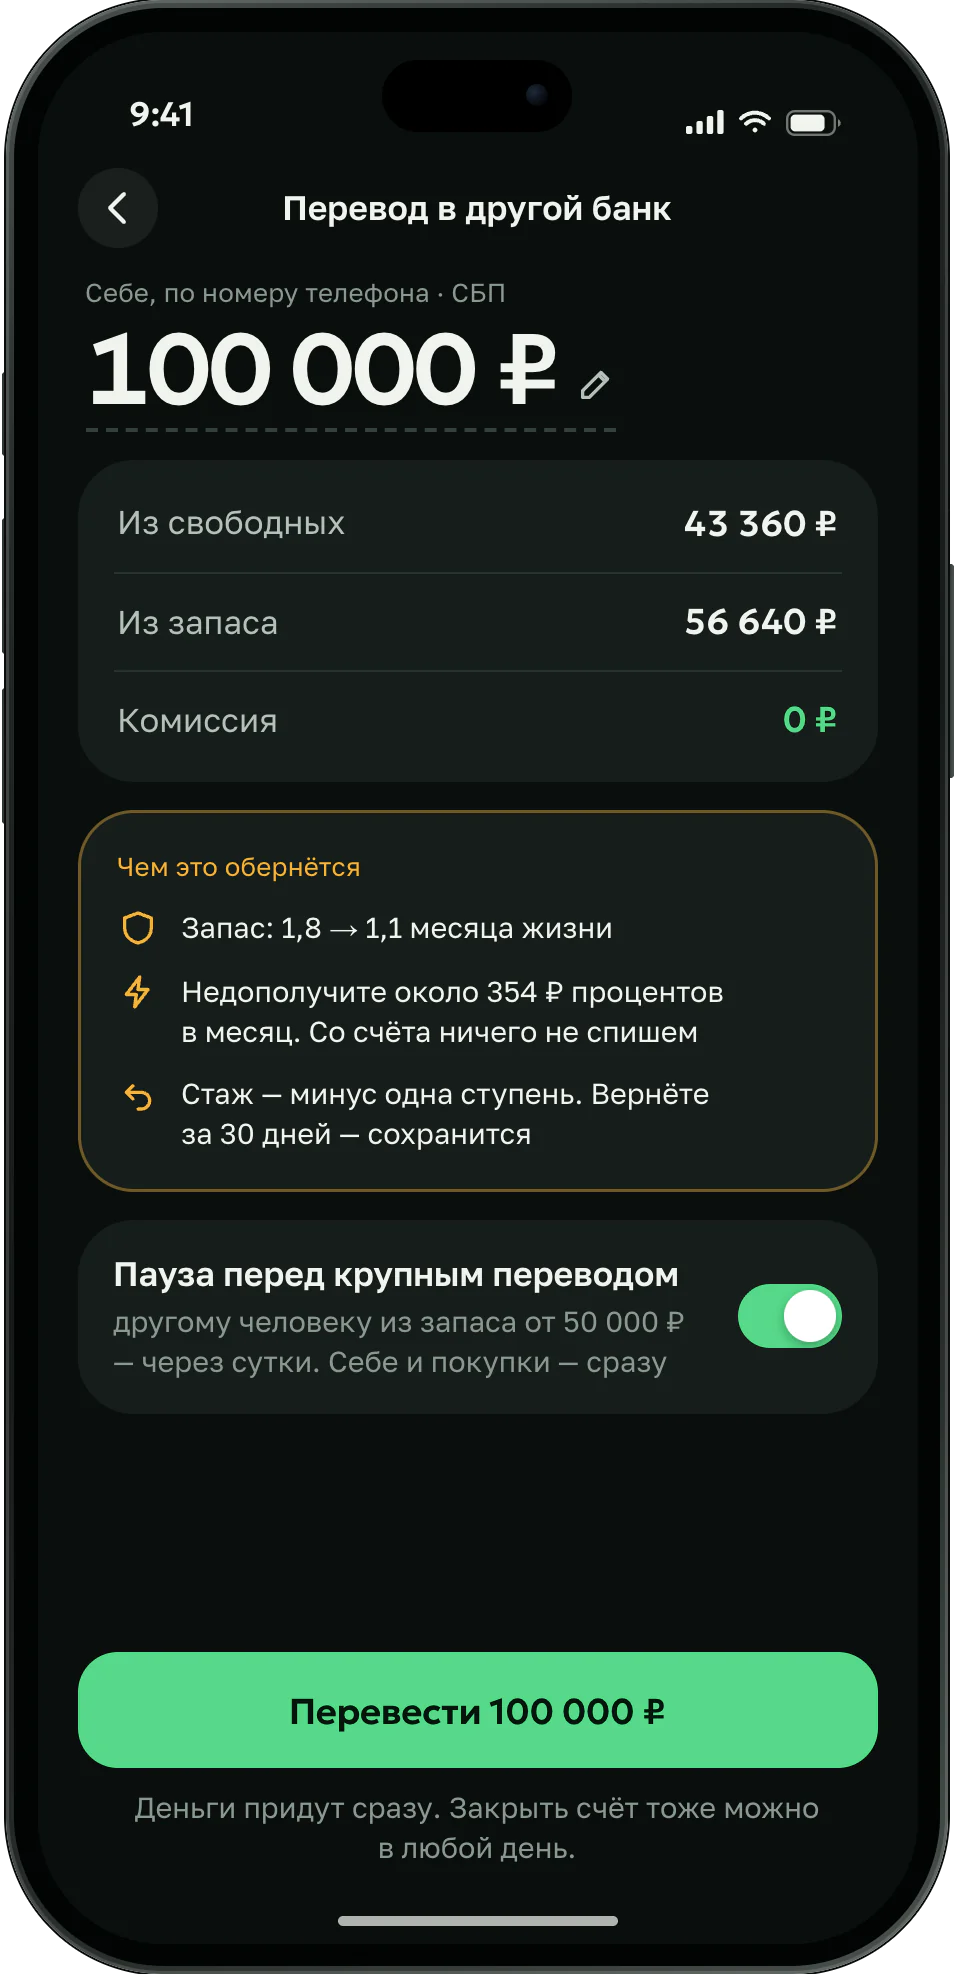 9:41
Перевод в другой банк
Себе, по номеру телефона · СБП
100 000 ₽
Из свободных 43 360 ₽
Из запаса 56 640 ₽
Комиссия 0 ₽
Чем это обернётся
Запас: 1,8 → 1,1 месяца жизни
Недополучите около 354 ₽ процентов
в месяц. Со счёта ничего не спишем
Стаж — минус одна ступень. Вернёте
за 30 дней — сохранится
Пауза перед крупным переводом
другому человеку из запаса от 50 000 ₽
— через сутки. Себе и покупки — сразу
Перевести 100 000 ₽
Деньги придут сразу. Закрыть счёт тоже можно
в любой день.